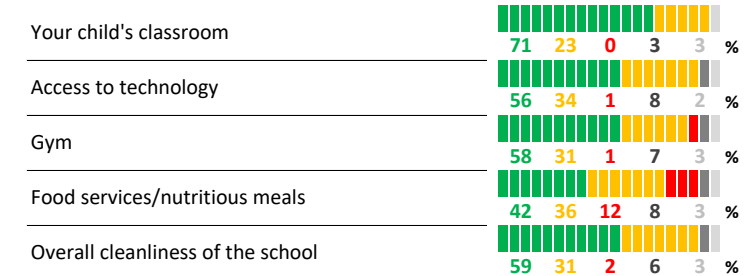 Your child's classroom
71 23 0 3 3 %
Access to technology
56 34 1 8 2 %
Gym
58 31 1 7 3 %
Food services/nutritious meals
42 36 12 8 3 %
Overall cleanliness of the school
59 31 2 6 3 %